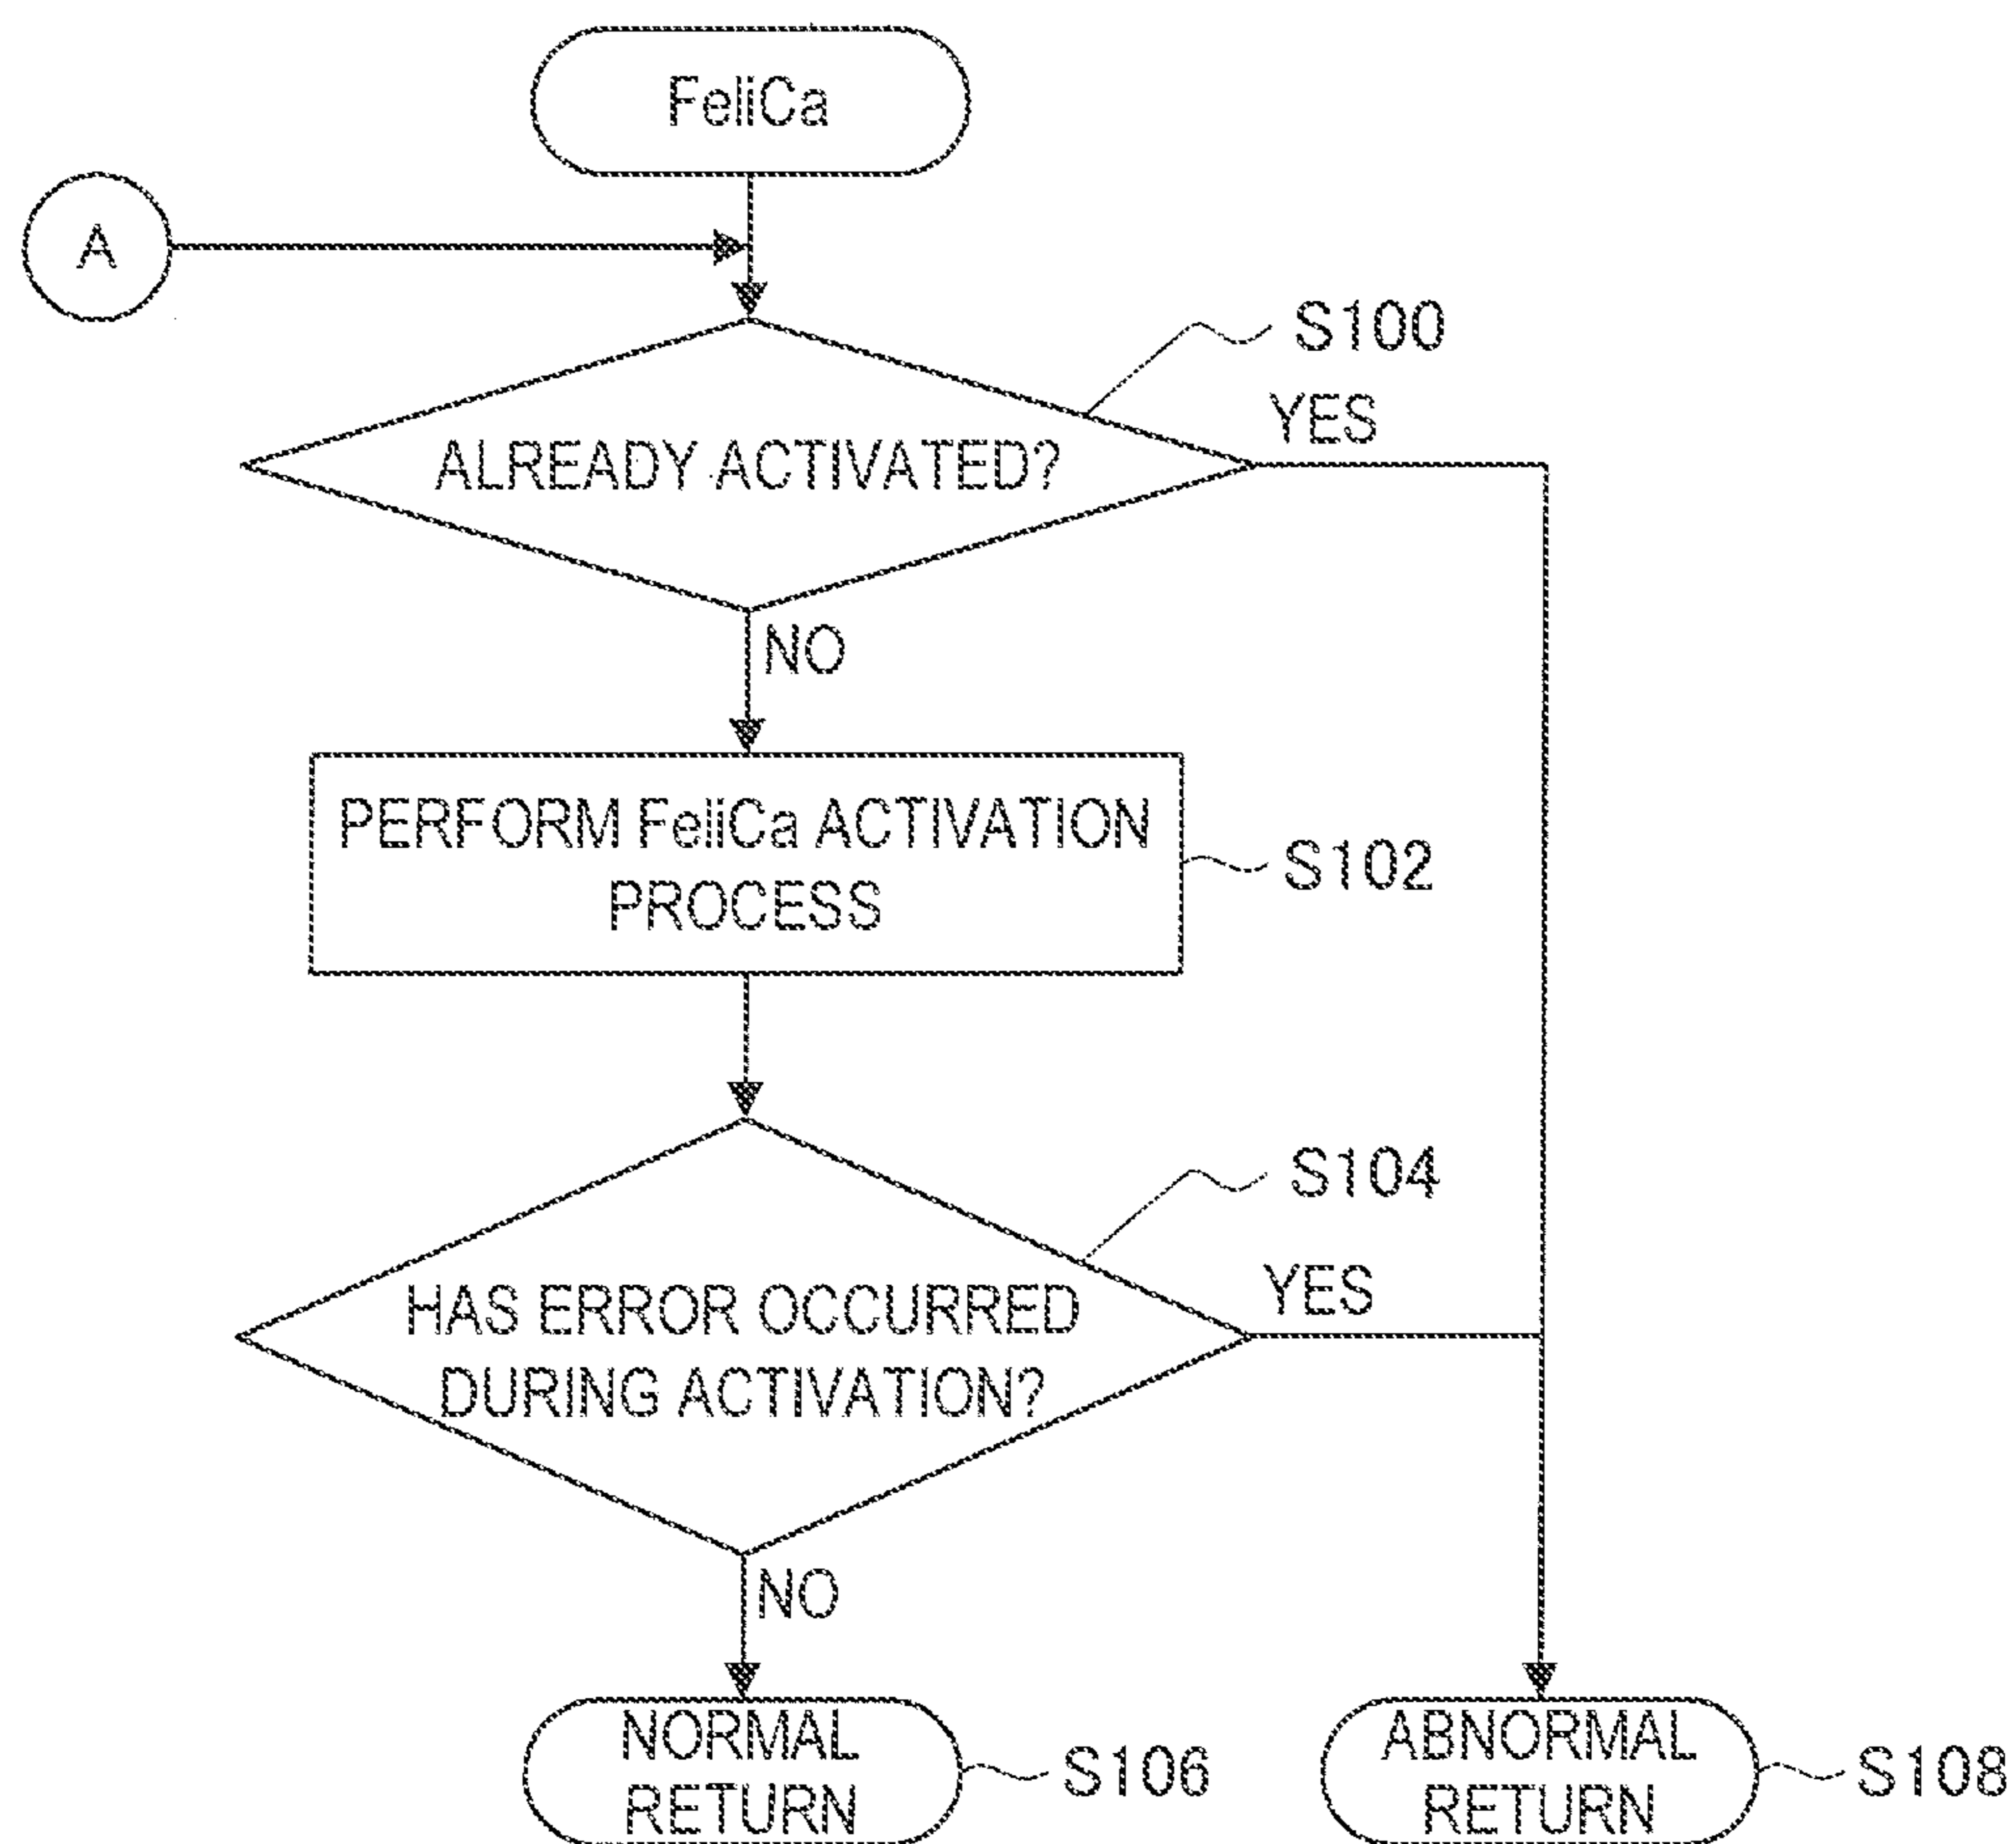 FeliCa
A
S100
YES
ALREADY ACTIVATED?
NO
PERFORM FeliCa ACTIVATION
PROCESS
S102
S104
YES
HAS ERROR OCCURRED
DURING ACTIVATION?
NO
NORMAL
RETURN
S106
ABNORMAL
RETURN
S108